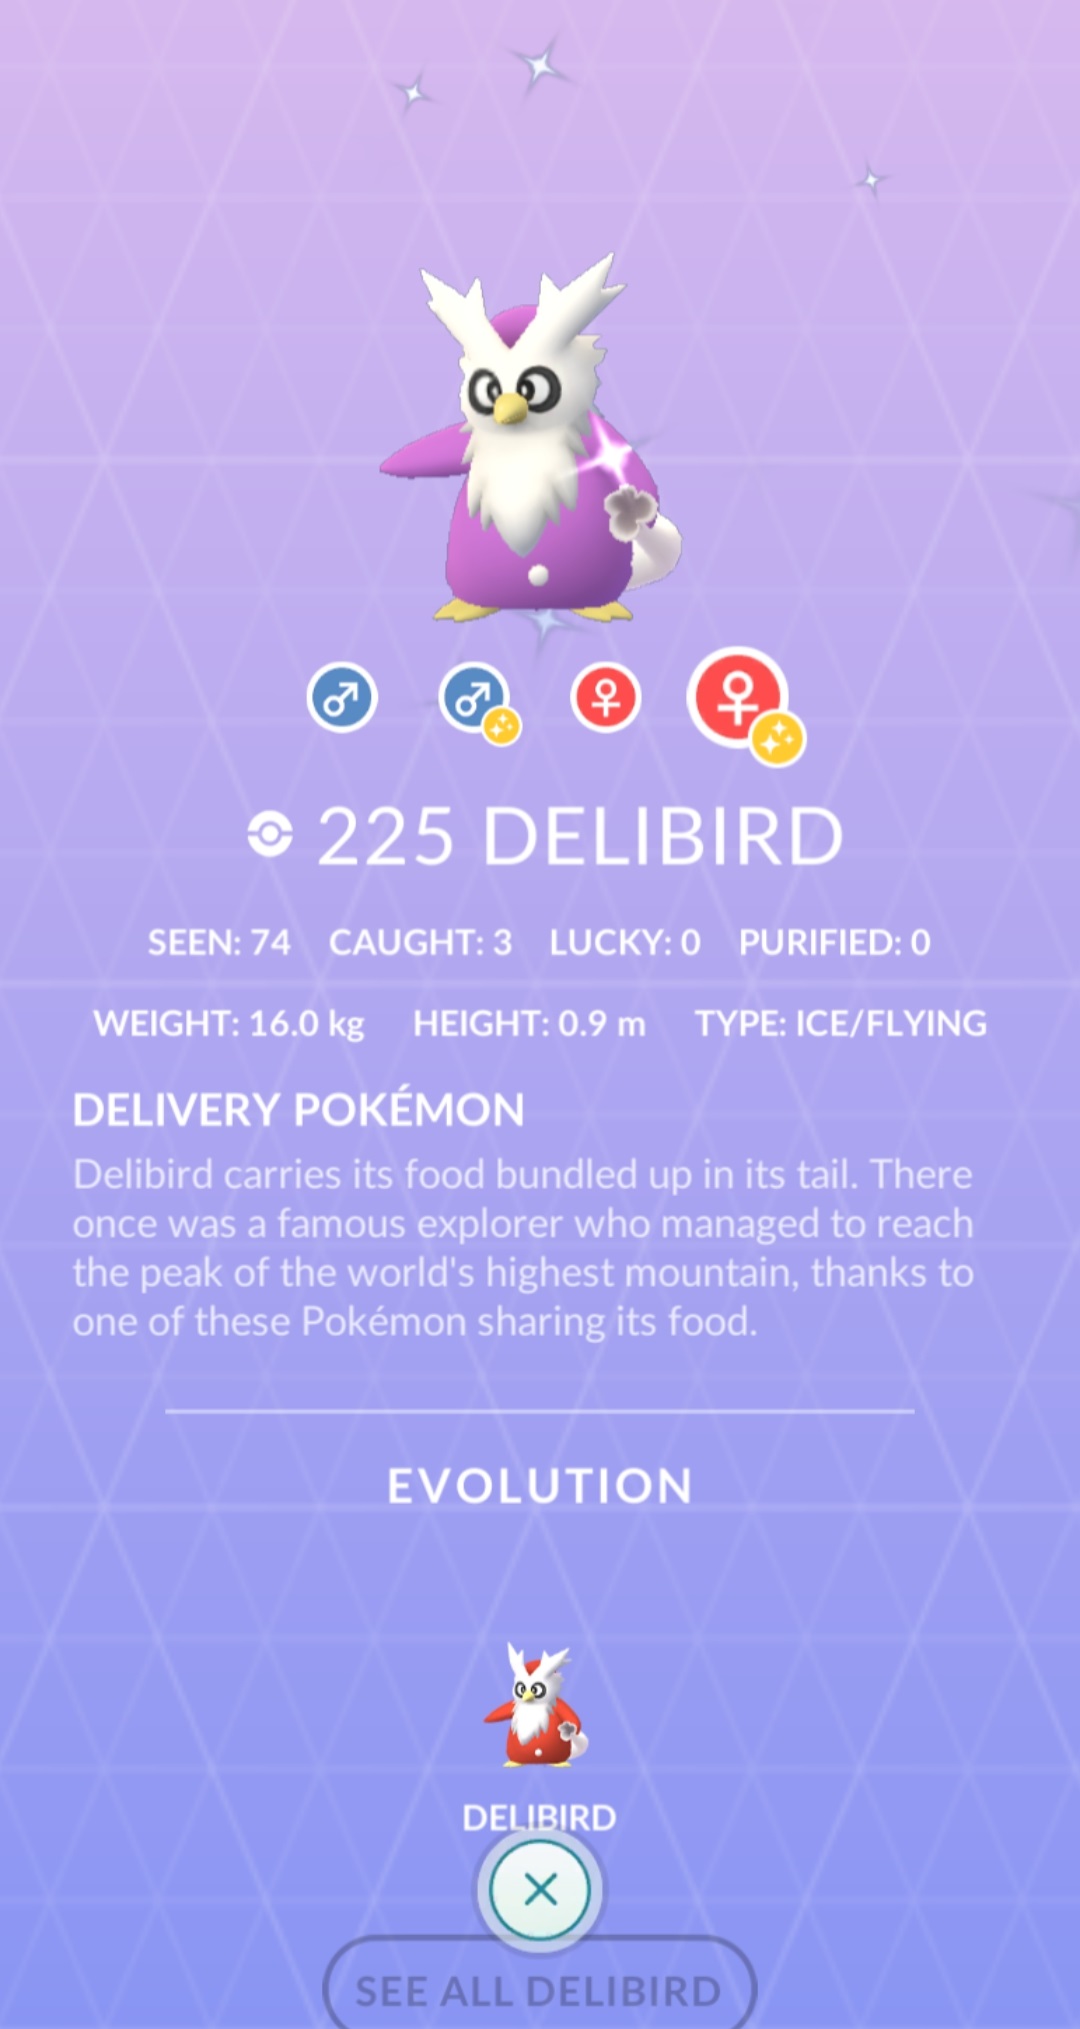 225 DELIBIRD
SEEN: 74 CAUGHT: 3 LUCKY: 0 PURIFIED: 0
WEIGHT: 16.0 kg HEIGHT: 0.9 m TYPE: ICE/FLYING
DELIVERY POKÉMON
Delibird carries its food bundled up in its tail. There
once was a famous explorer who managed to reach
the peak of the world's highest mountain, thanks to
one of these Pokémon sharing its food.
EVOLUTION
DELIBIRD
SEE ALL DELIBIRD